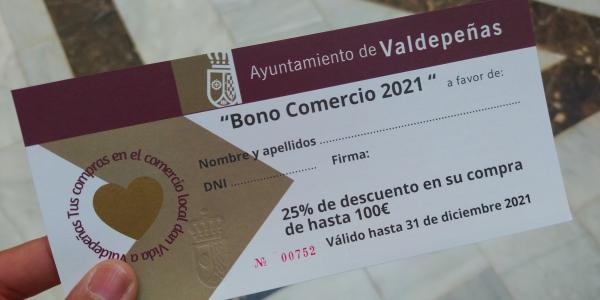 Ayuntamiento de Valdepeñas
"Bono Comercio 2021 " a favor de:
Nombre y apellidos ........................................
DNI ..................... Firma:
25% de descuento en su compra
de hasta 100€
Válido hasta 31 de diciembre 2021
Nº 00752
Tus compras en el comercio local dan Vida a Valdepeñas